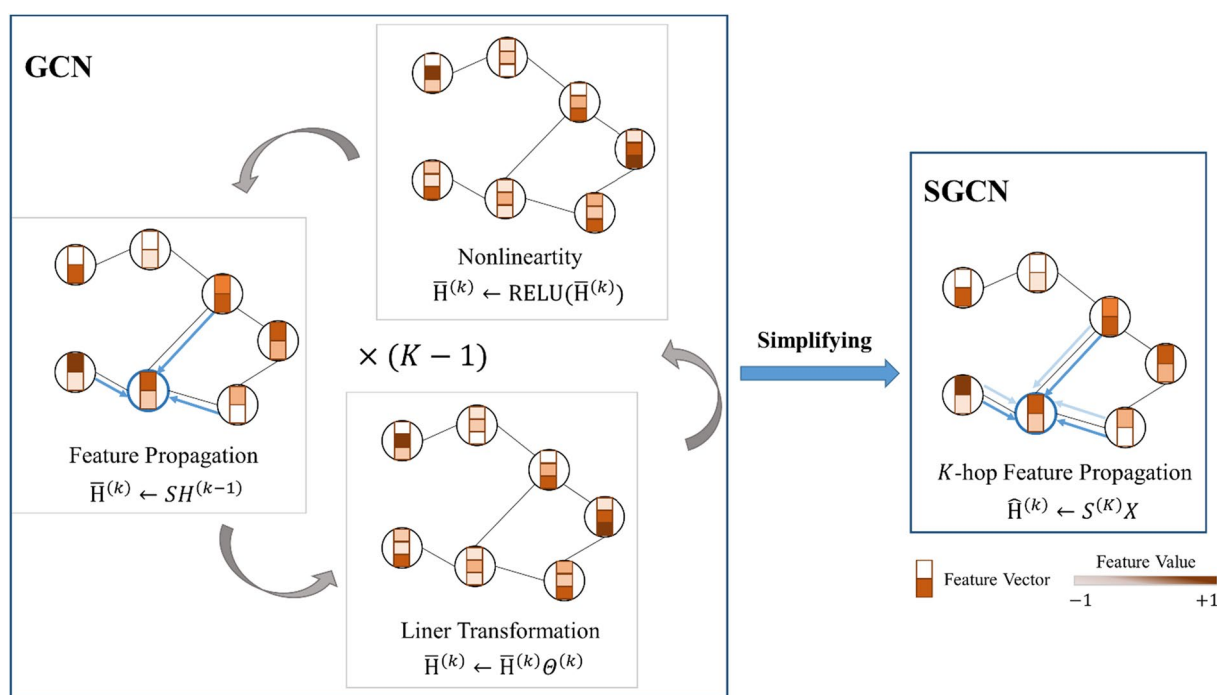 GCN
Nonlineartity
H̅^(k) ← RELU(H̅^(k))
× (K − 1)
Feature Propagation
H̅^(k) ← SH^(k−1)
Liner Transformation
H̅^(k) ← H̅^(k)Θ^(k)
Simplifying
SGCN
K-hop Feature Propagation
Ĥ^(k) ← S^(K)X
Feature Vector
Feature Value
−1 +1